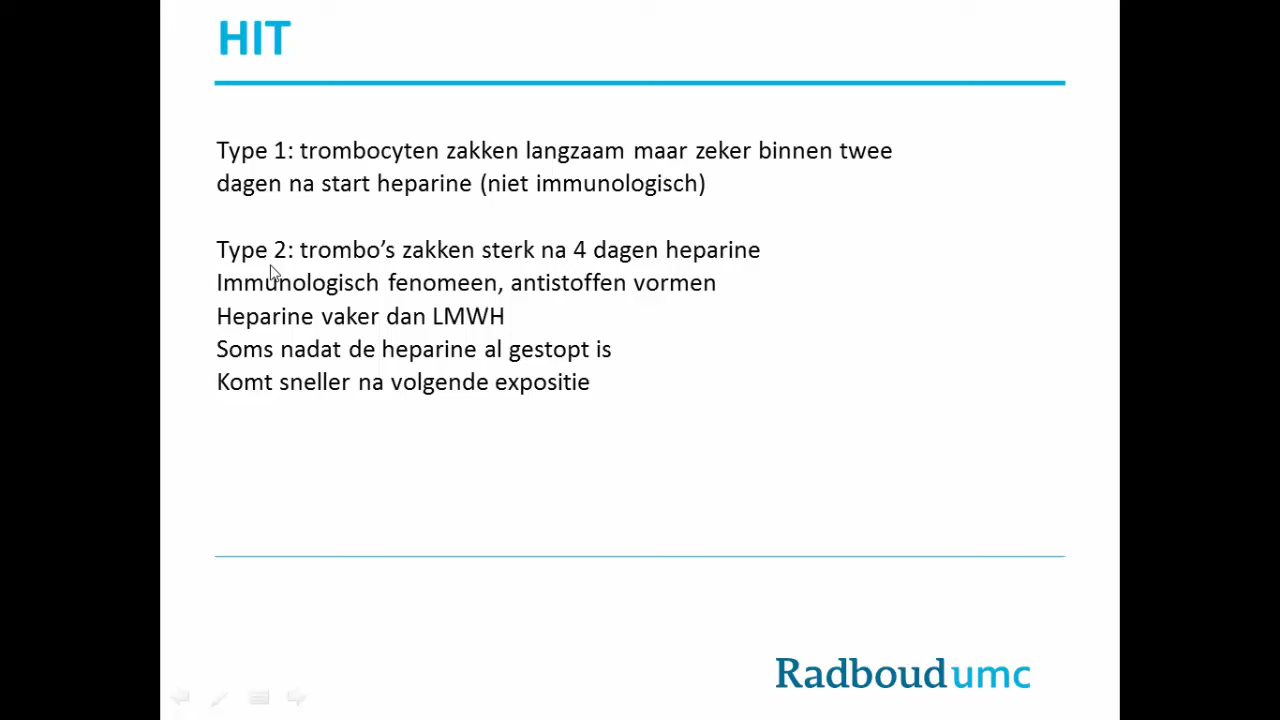 HIT
Type 1: trombocyten zakken langzaam maar zeker binnen twee
dagen na start heparine (niet immunologisch)
Type 2: trombo’s zakken sterk na 4 dagen heparine
Immunologisch fenomeen, antistoffen vormen
Heparine vaker dan LMWH
Soms nadat de heparine al gestopt is
Komt sneller na volgende expositie
Radboudumc